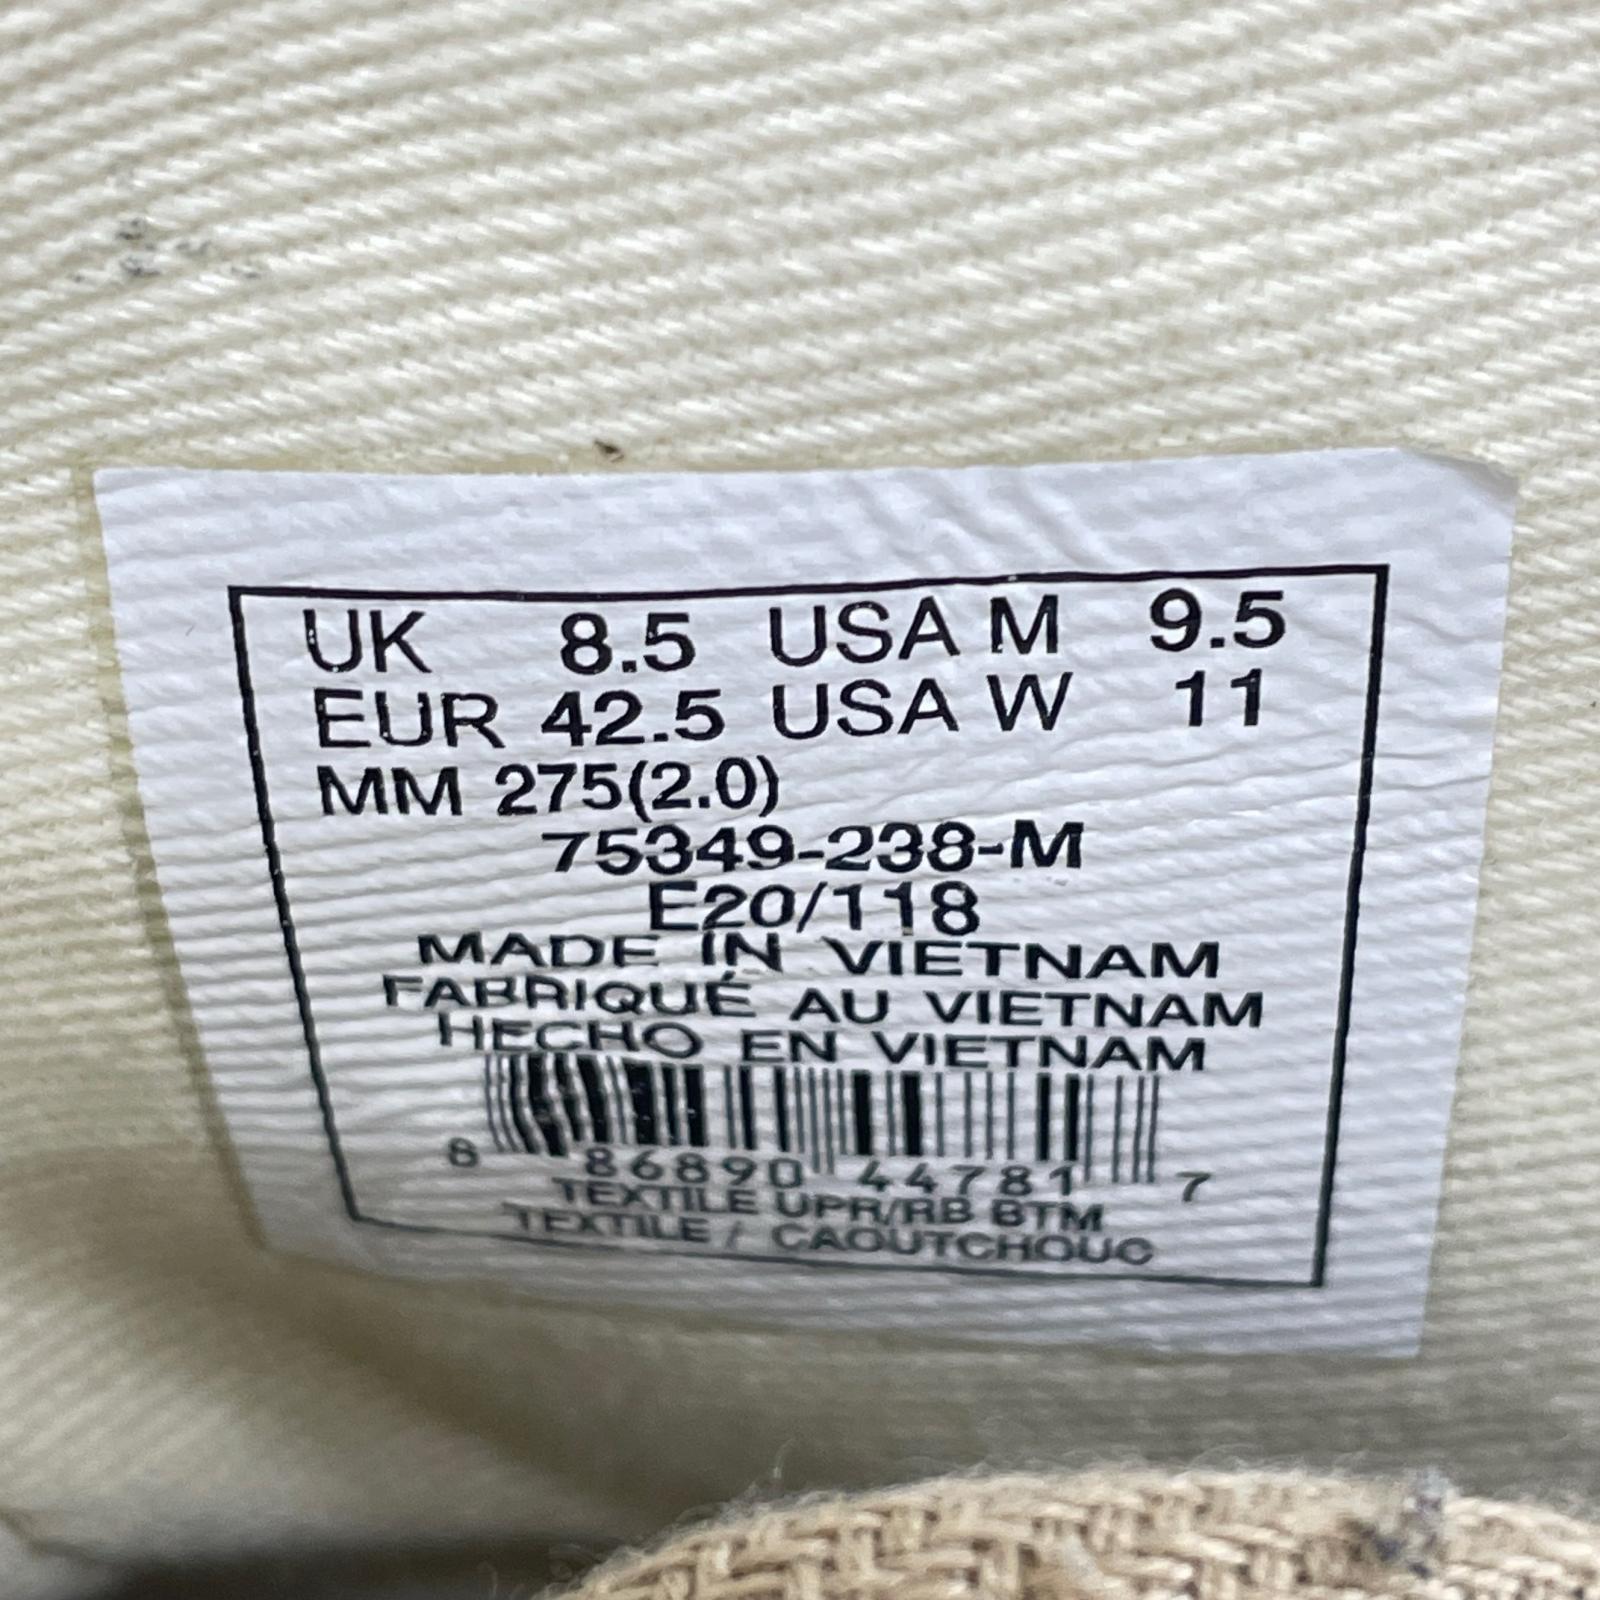 UK 8.5 USA M 9.5
EUR 42.5 USA W 11
MM 275(2.0)
75349-238-M
E20/118
MADE IN VIETNAM
FABRIQUÉ AU VIETNAM
HECHO EN VIETNAM
8 86890 44781 7
TEXTILE UPR/RB BTM
TEXTILE / CAOUTCHOUC